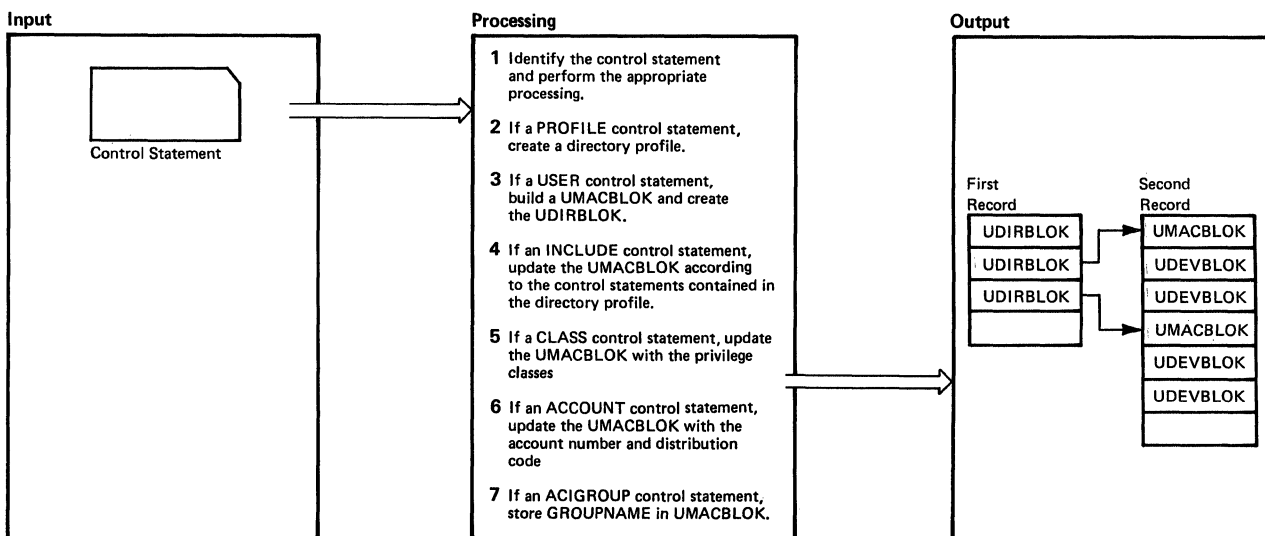 Input
Control Statement
Processing
1 Identify the control statement
and perform the appropriate
processing.
2 If a PROFILE control statement,
create a directory profile.
3 If a USER control statement,
build a UMACBLOK and create
the UDIRBLOK.
4 If an INCLUDE control statement,
update the UMACBLOK according
to the control statements contained in
the directory profile.
5 If a CLASS control statement, update
the UMACBLOK with the privilege
classes
6 If an ACCOUNT control statement,
update the UMACBLOK with the
account number and distribution
code
7 If an ACIGROUP control statement,
store GROUPNAME in UMACBLOK.
Output
First
Record
UDIRBLOK
UDIRBLOK
UDIRBLOK
Second
Record
UMACBLOK
UDEVBLOK
UDEVBLOK
UMACBLOK
UDEVBLOK
UDEVBLOK